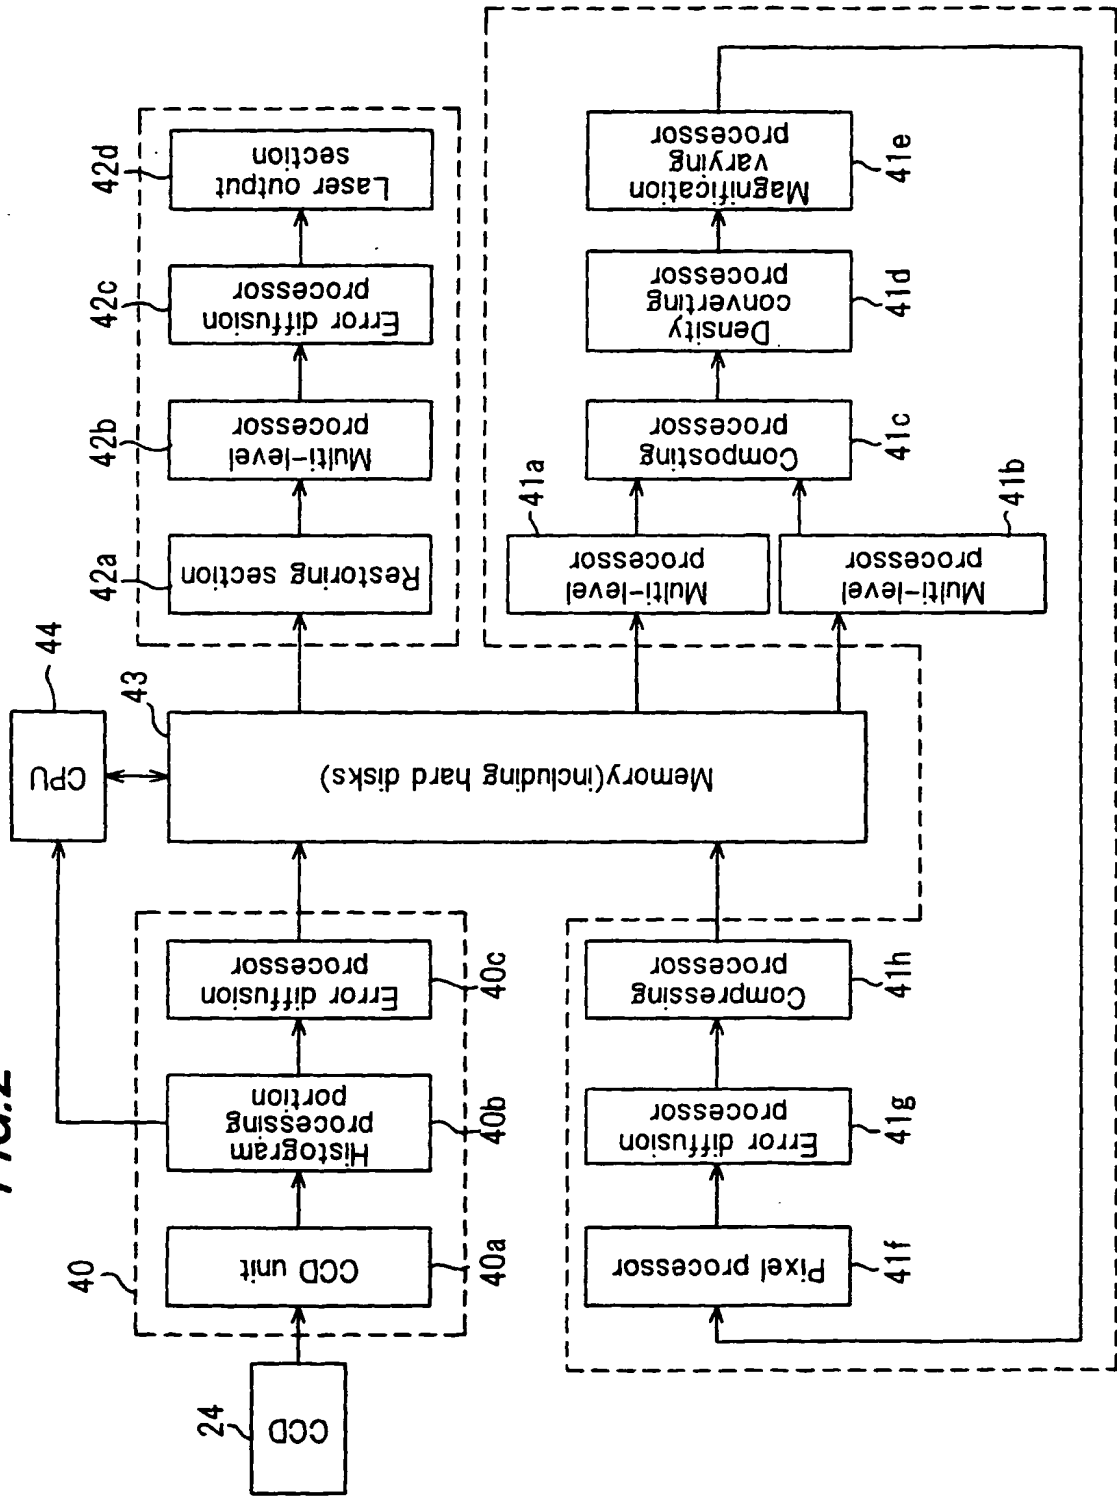 FIG.2
24
CCD
40
CCD unit
40a
Histogram
processing
portion
40b
Error diffusion
processor
40c
CPU
44
43
Memory(including hard disks)
42a
Restoring section
42b
Multi-level
processor
42c
Error diffusion
processor
42d
Laser output
section
41a
Multi-level
processor
41b
Multi-level
processor
Composting
processor
41c
Density
converting
processor
41d
Magnification
varying
processor
41e
Pixel processor
41f
Error diffusion
processor
41g
Compressing
processor
41h